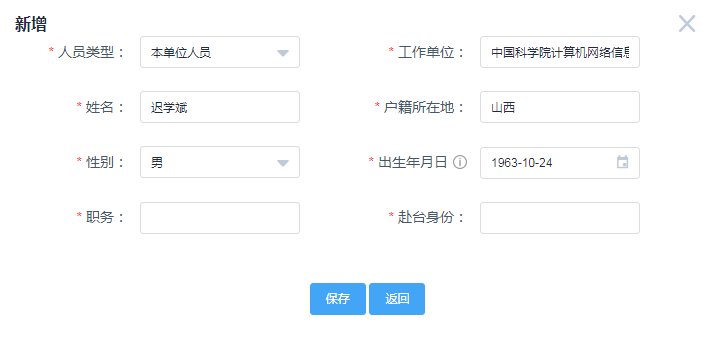 新增
* 人员类型： 本单位人员 * 工作单位： 中国科学院计算机网络信息
* 姓名： 迟学斌 * 户籍所在地： 山西
* 性别： 男 * 出生年月日 1963-10-24
* 职务： * 赴台身份：
保存 返回